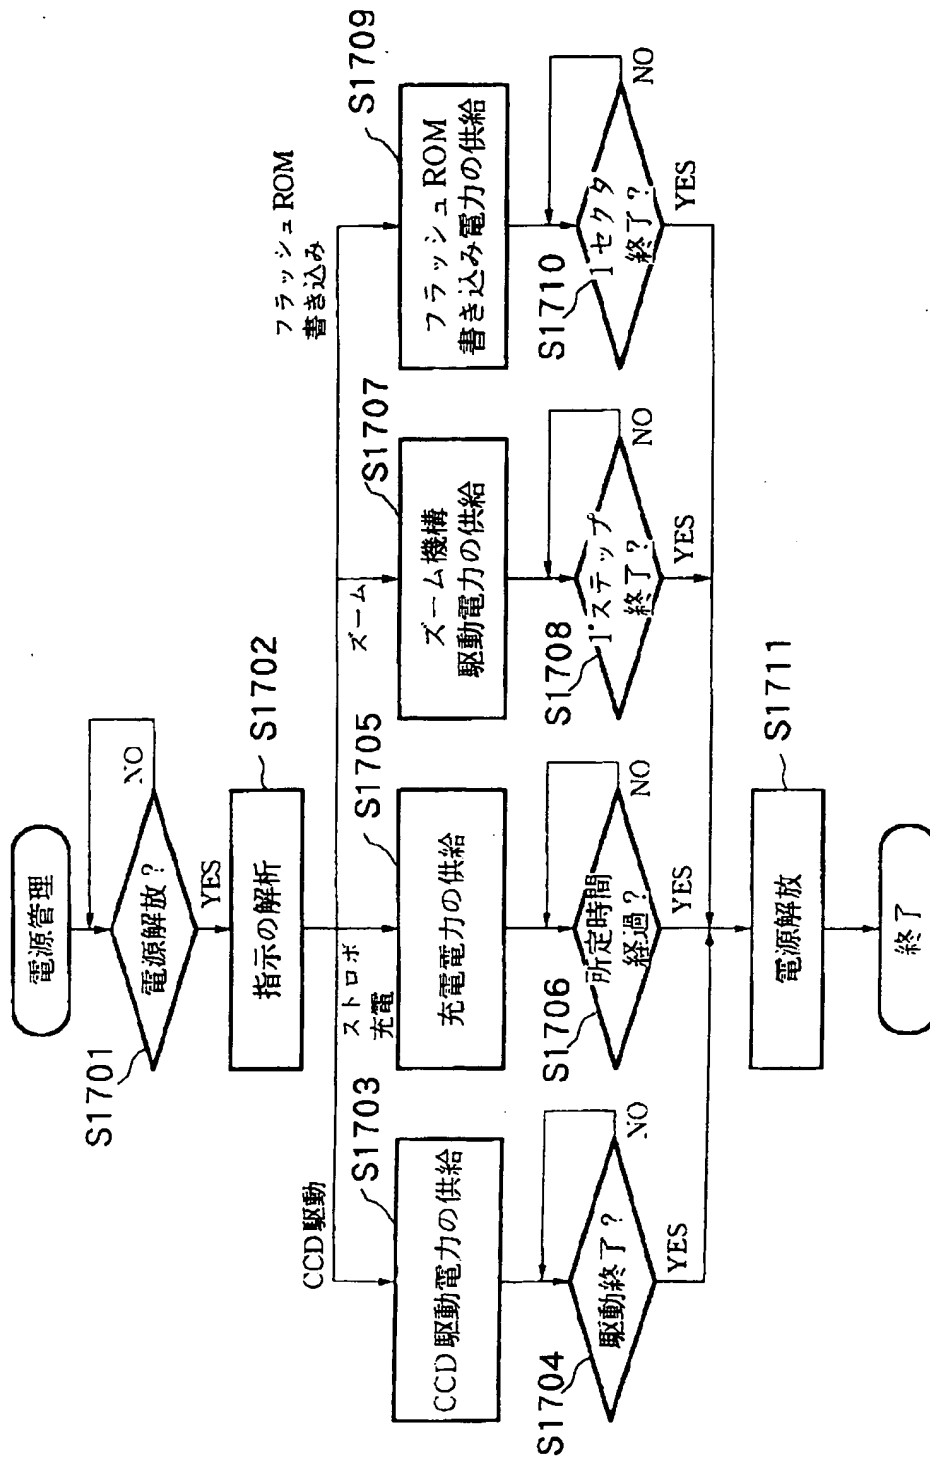 電源管理
S1701
電源解放?
NO
YES
指示の解析
S1702
CCD駆動
ストロボ
充電
ズーム
フラッシュROM
書き込み
S1703
CCD駆動電力の供給
S1705
充電電力の供給
S1707
ズーム機構
駆動電力の供給
S1709
フラッシュROM
書き込み電力の供給
S1704
駆動終了?
NO
YES
S1706
所定時間
経過?
NO
YES
S1708
1ステップ
終了?
NO
YES
S1710
1セクタ
終了?
NO
YES
電源解放
S1711
終了